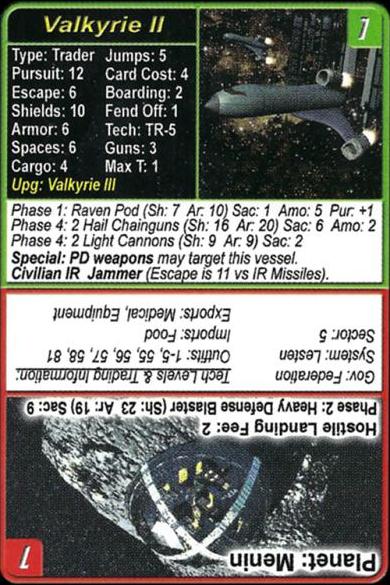 Valkyrie II
1
Type: Trader Jumps: 5
Pursuit: 12 Card Cost: 4
Escape: 6 Boarding: 2
Shields: 10 Fend Off: 1
Armor: 6 Tech: TR-5
Spaces: 6 Guns: 3
Cargo: 4 Max T: 1
Upg: Valkyrie III
Phase 1: Raven Pod (Sh: 7 Ar: 10) Sac: 1 Amo: 5 Pur: +1
Phase 4: 2 Hail Chainguns (Sh: 16 Ar: 20) Sac: 6 Amo: 2
Phase 4: 2 Light Cannons (Sh: 9 Ar: 9) Sac: 2
Special: PD weapons may target this vessel.
Civilian IR Jammer (Escape is 11 vs IR Missiles).
Planet: Menin
1
Hostile Landing Fee: 2
Phase 2: Heavy Defense Blaster (Sh: 23 Ar: 19) Sac: 9
Gov: Federation
System: Lesten
Sector: 5
Tech Levels & Trading Information:
Outfits: 1-5, 55, 56, 57, 58, 81
Imports: Food
Exports: Medical, Equipment